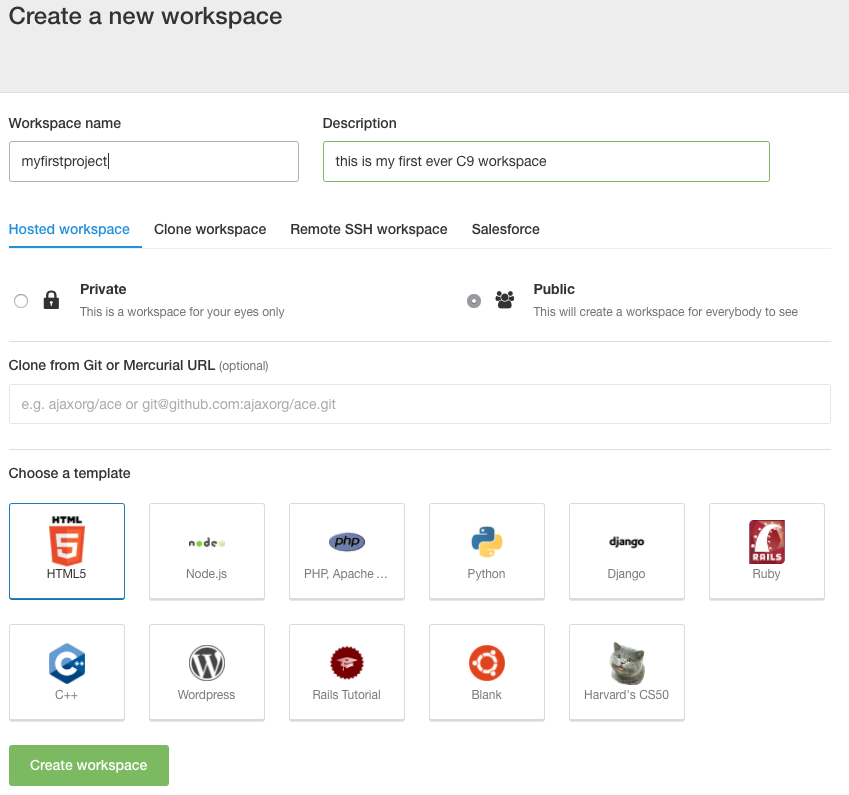 Create a new workspace
Workspace name
Description
myfirstproject
this is my first ever C9 workspace
Hosted workspace
Clone workspace
Remote SSH workspace
Salesforce
Private
This is a workspace for your eyes only
Public
This will create a workspace for everybody to see
Clone from Git or Mercurial URL (optional)
e.g. ajaxorg/ace or git@github.com:ajaxorg/ace.git
Choose a template
HTML
5
HTML5
node
Node.js
php
PHP, Apache ...
Python
django
Django
RAILS
Ruby
C++
C++
W
Wordpress
Rails Tutorial
Blank
Harvard's CS50
Create workspace